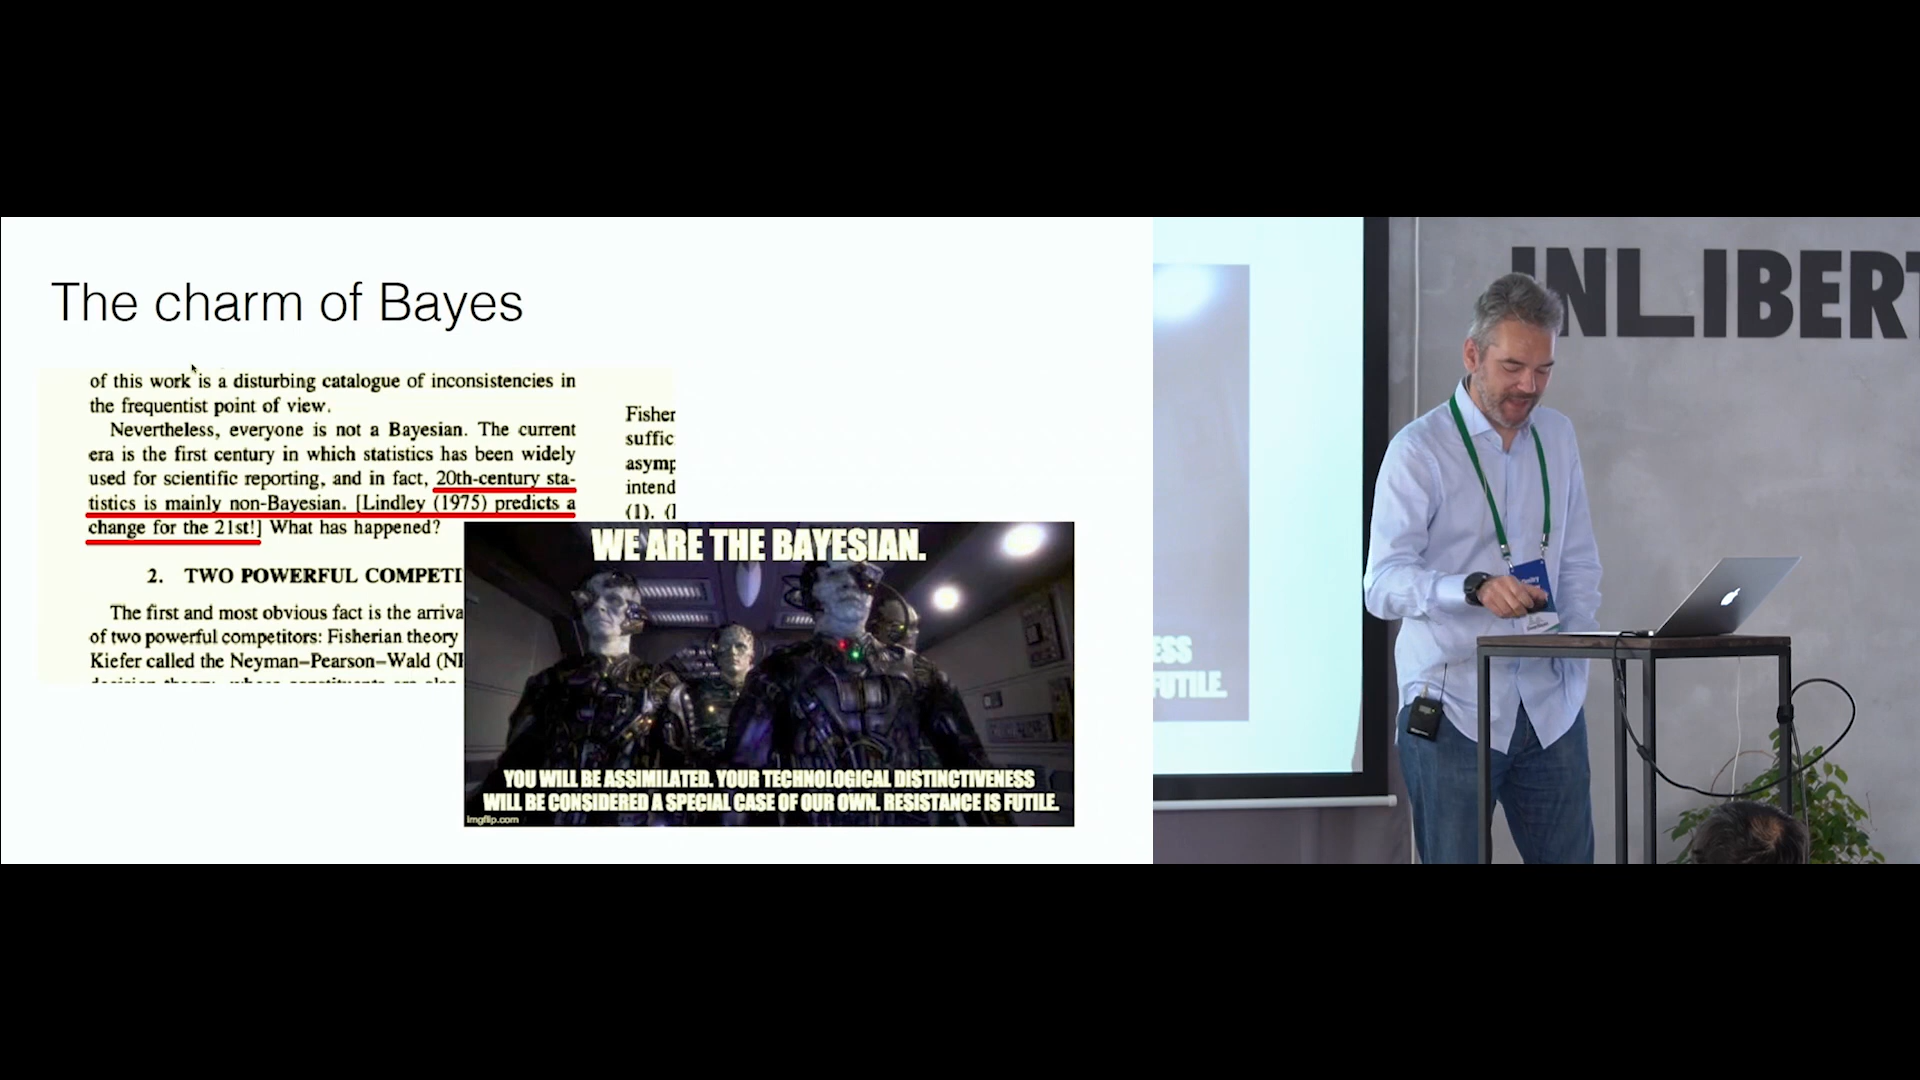 The charm of Bayes
of this work is a disturbing catalogue of inconsistencies in
the frequentist point of view.
Nevertheless, everyone is not a Bayesian. The current
era is the first century in which statistics has been widely
used for scientific reporting, and in fact, 20th-century sta-
tistics is mainly non-Bayesian. [Lindley (1975) predicts a
change for the 21st!] What has happened?
2. TWO POWERFUL COMPETI
The first and most obvious fact is the arriva
of two powerful competitors: Fisherian theory
Kiefer called the Neyman–Pearson–Wald (NI
Fisher
suffic
asymp
intend
(1). (I
WE ARE THE BAYESIAN.
YOU WILL BE ASSIMILATED. YOUR TECHNOLOGICAL DISTINCTIVENESS
WILL BE CONSIDERED A SPECIAL CASE OF OUR OWN. RESISTANCE IS FUTILE.
imgflip.com
ESS
FUTILE.
INLIBERT